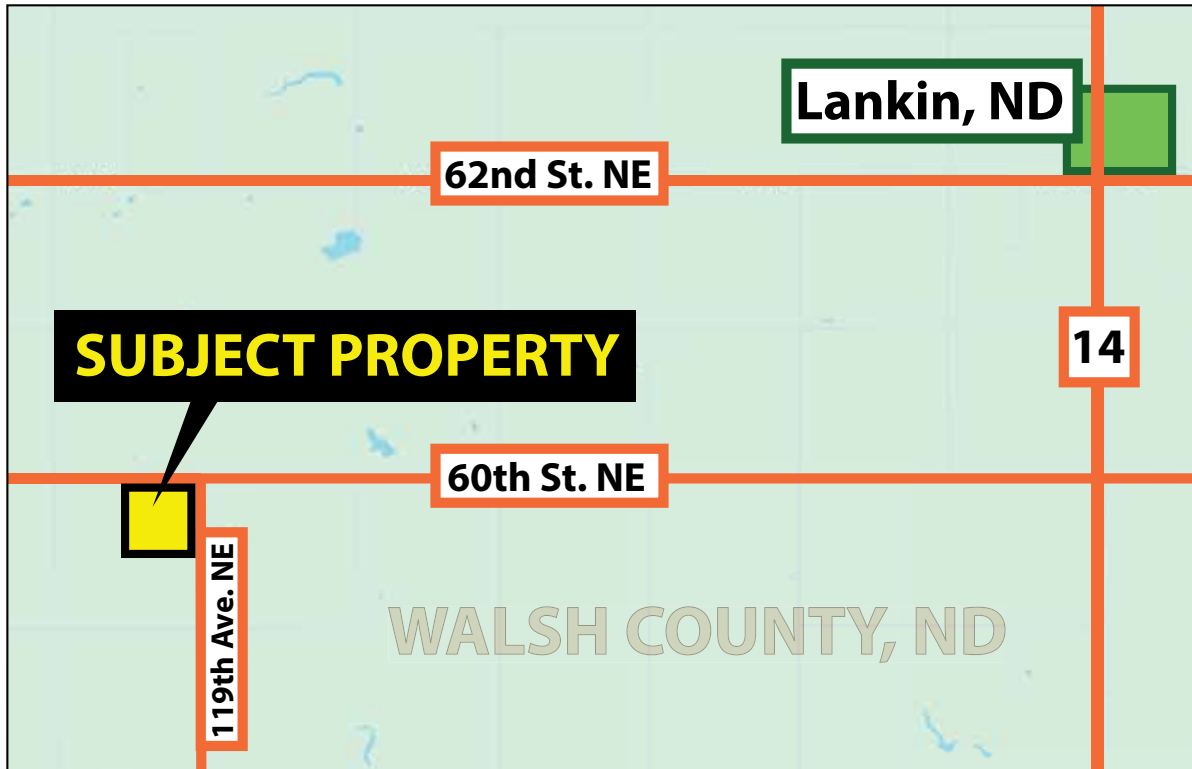 Lankin, ND
62nd St. NE
SUBJECT PROPERTY
14
60th St. NE
119th Ave. NE
WALSH COUNTY, ND